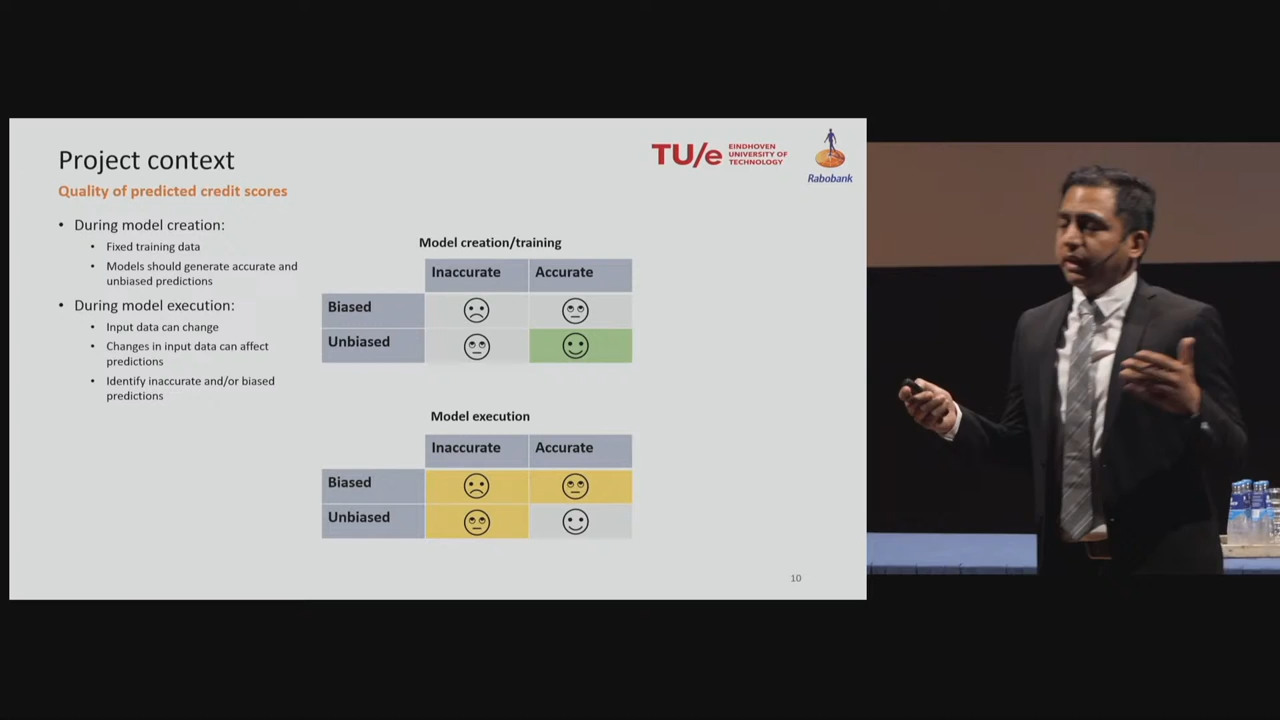 Project context
Quality of predicted credit scores
TU/e EINDHOVEN
UNIVERSITY OF
TECHNOLOGY
Rabobank
• During model creation:
• Fixed training data
• Models should generate accurate and
unbiased predictions
• During model execution:
• Input data can change
• Changes in input data can affect
predictions
• Identify inaccurate and/or biased
predictions
Model creation/training
Inaccurate Accurate
Biased
Unbiased
Model execution
Inaccurate Accurate
Biased
Unbiased
10